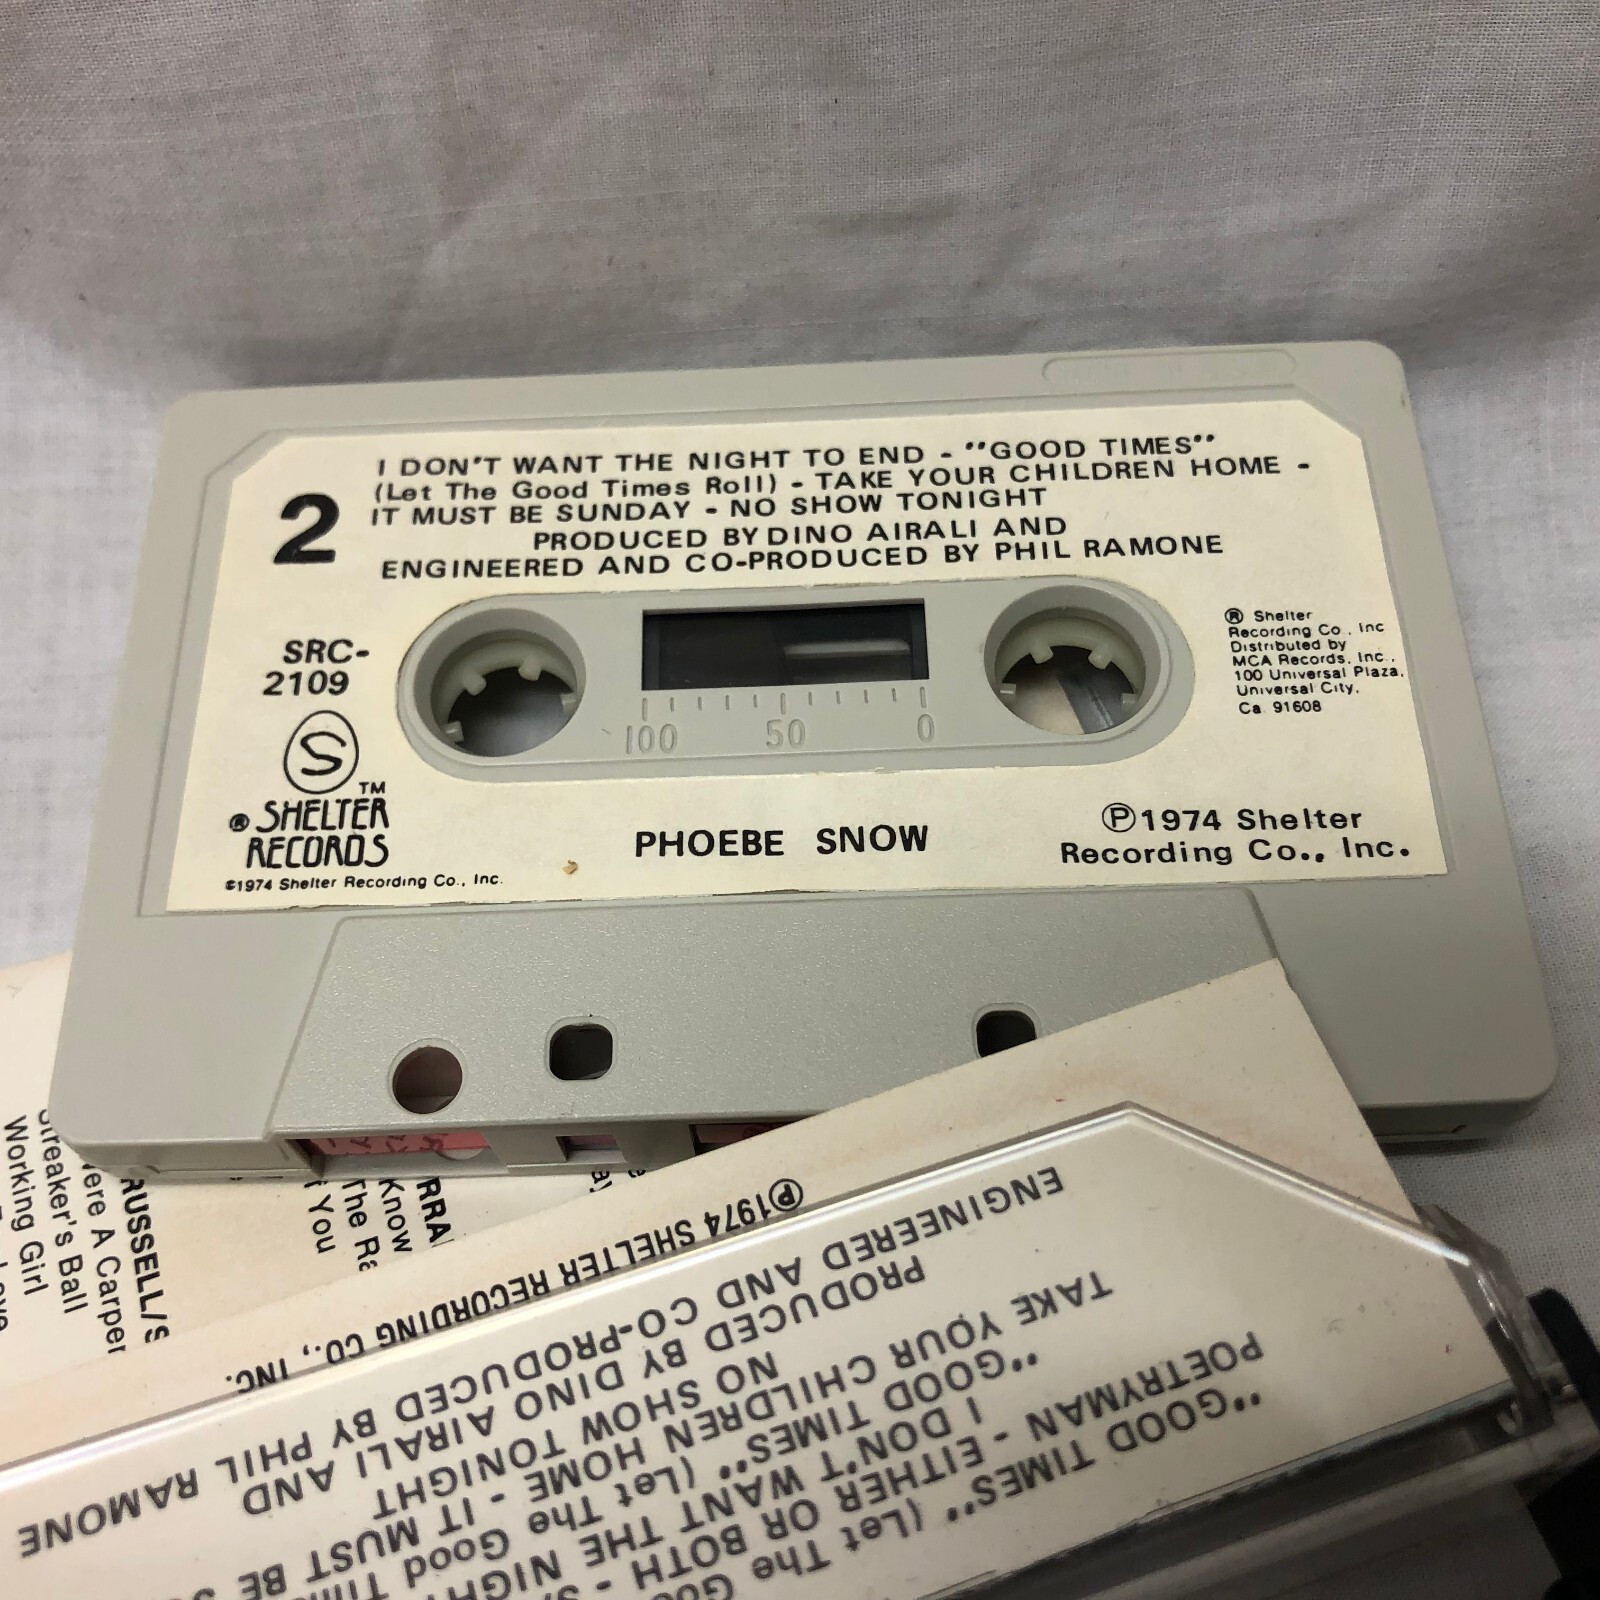 I DON'T WANT THE NIGHT TO END - "GOOD TIMES"
(Let The Good Times Roll) - TAKE YOUR CHILDREN HOME -
IT MUST BE SUNDAY - NO SHOW TONIGHT
PRODUCED BY DINO AIRALI AND
ENGINEERED AND CO-PRODUCED BY PHIL RAMONE
2
SRC-
2109
S
TM
® SHELTER
RECORDS
©1974 Shelter Recording Co., Inc.
100 50 0
® Shelter
Recording Co., Inc
Distributed by
MCA Records, Inc.,
100 Universal Plaza,
Universal City,
Ca 91608
PHOEBE SNOW
Ⓟ1974 Shelter
Recording Co., Inc.
RUSSELL/S
Were A Carper
Streaker's Ball
Working Girl
Know
The
You
"GOOD TIMES" (Let The
POETRYMAN - EITHER OR BOTH -
I DON'T WANT THE NIGHT
"GOOD TIMES" (Let The Good
TAKE YOUR CHILDREN HOME - IT MUST BE
NO SHOW TONIGHT
PRODUCED BY DINO AIRALI AND
ENGINEERED AND CO-PRODUCED BY PHIL RAMONE
Ⓟ1974 SHELTER RECORDING CO., INC.